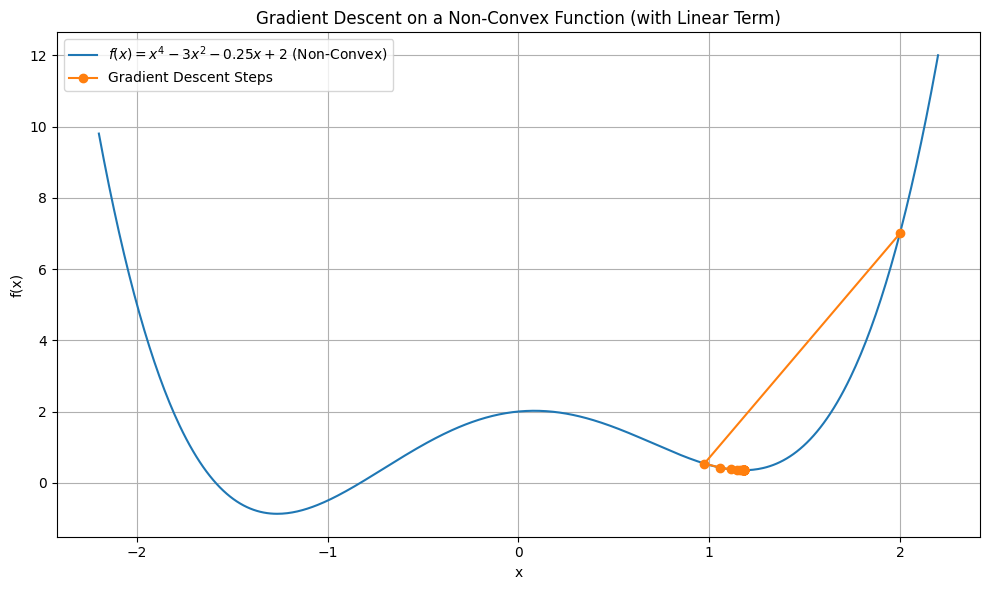 Gradient Descent on a Non-Convex Function (with Linear Term)
f(x) = x⁴ − 3x² − 0.25x + 2 (Non-Convex)
Gradient Descent Steps
12
10
8
6
4
2
0
f(x)
−2 −1 0 1 2
x